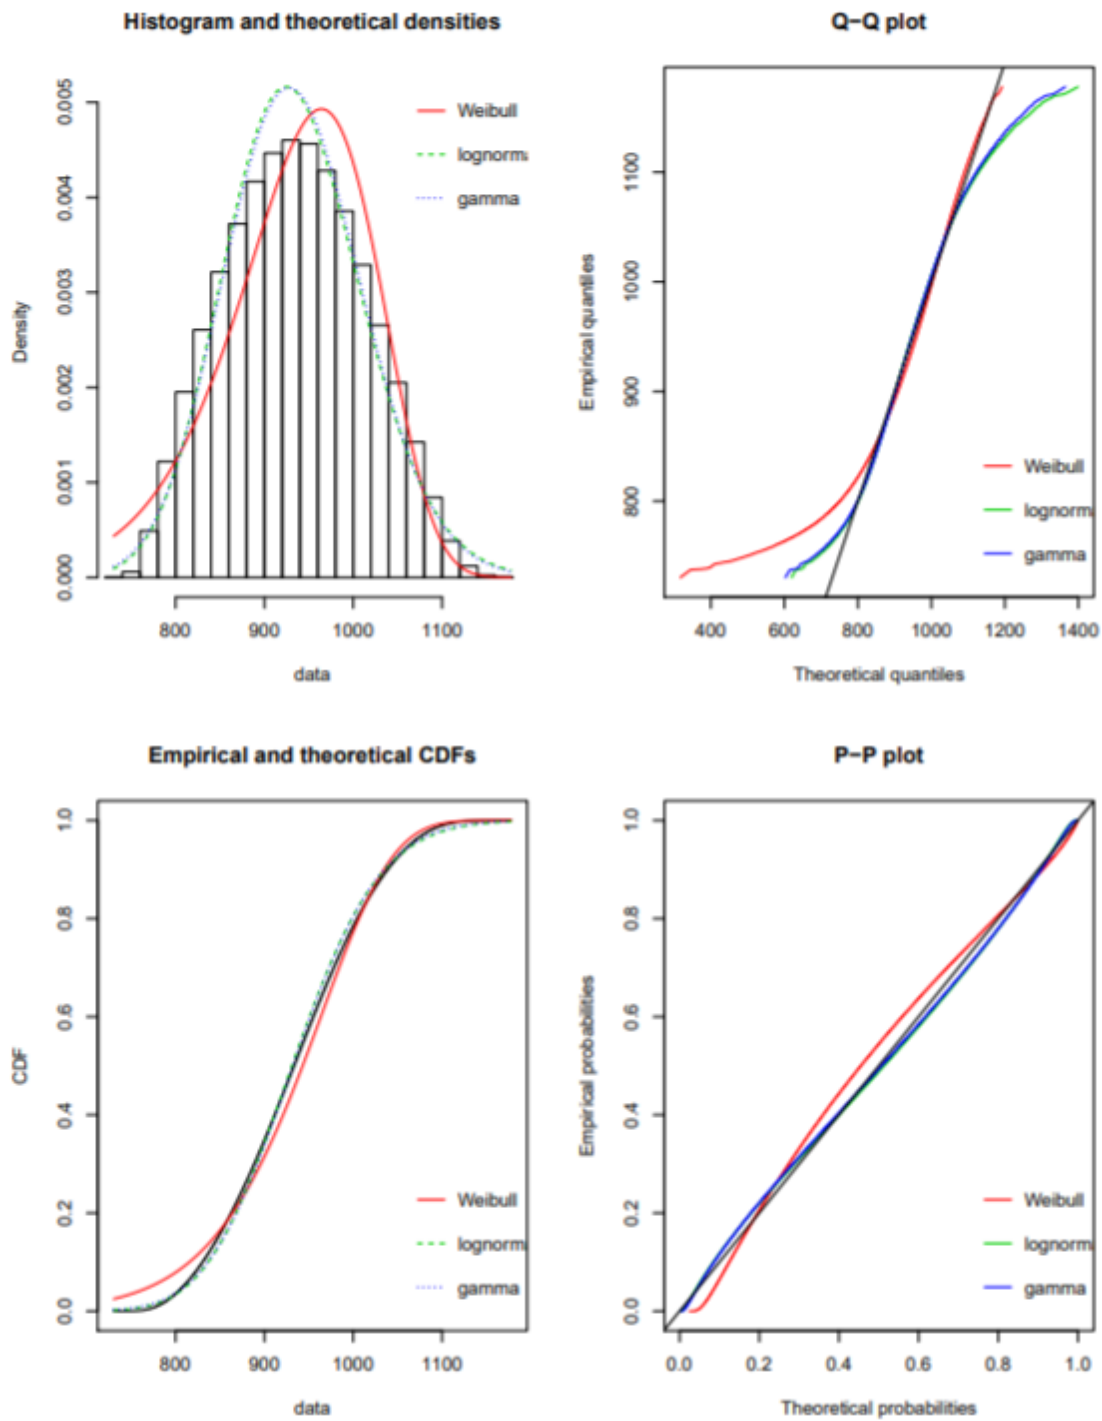 Histogram and theoretical densities
Density
0.000 0.001 0.002 0.003 0.004 0.005
Weibull
lognorm
gamma
800 900 1000 1100
data
Q−Q plot
Empirical quantiles
800 900 1000 1100
Weibull
lognorm
gamma
400 600 800 1000 1200 1400
Theoretical quantiles
Empirical and theoretical CDFs
CDF
0.0 0.2 0.4 0.6 0.8 1.0
Weibull
lognorm
gamma
800 900 1000 1100
data
P−P plot
Empirical probabilities
0.0 0.2 0.4 0.6 0.8 1.0
Weibull
lognorm
gamma
0.0 0.2 0.4 0.6 0.8 1.0
Theoretical probabilities